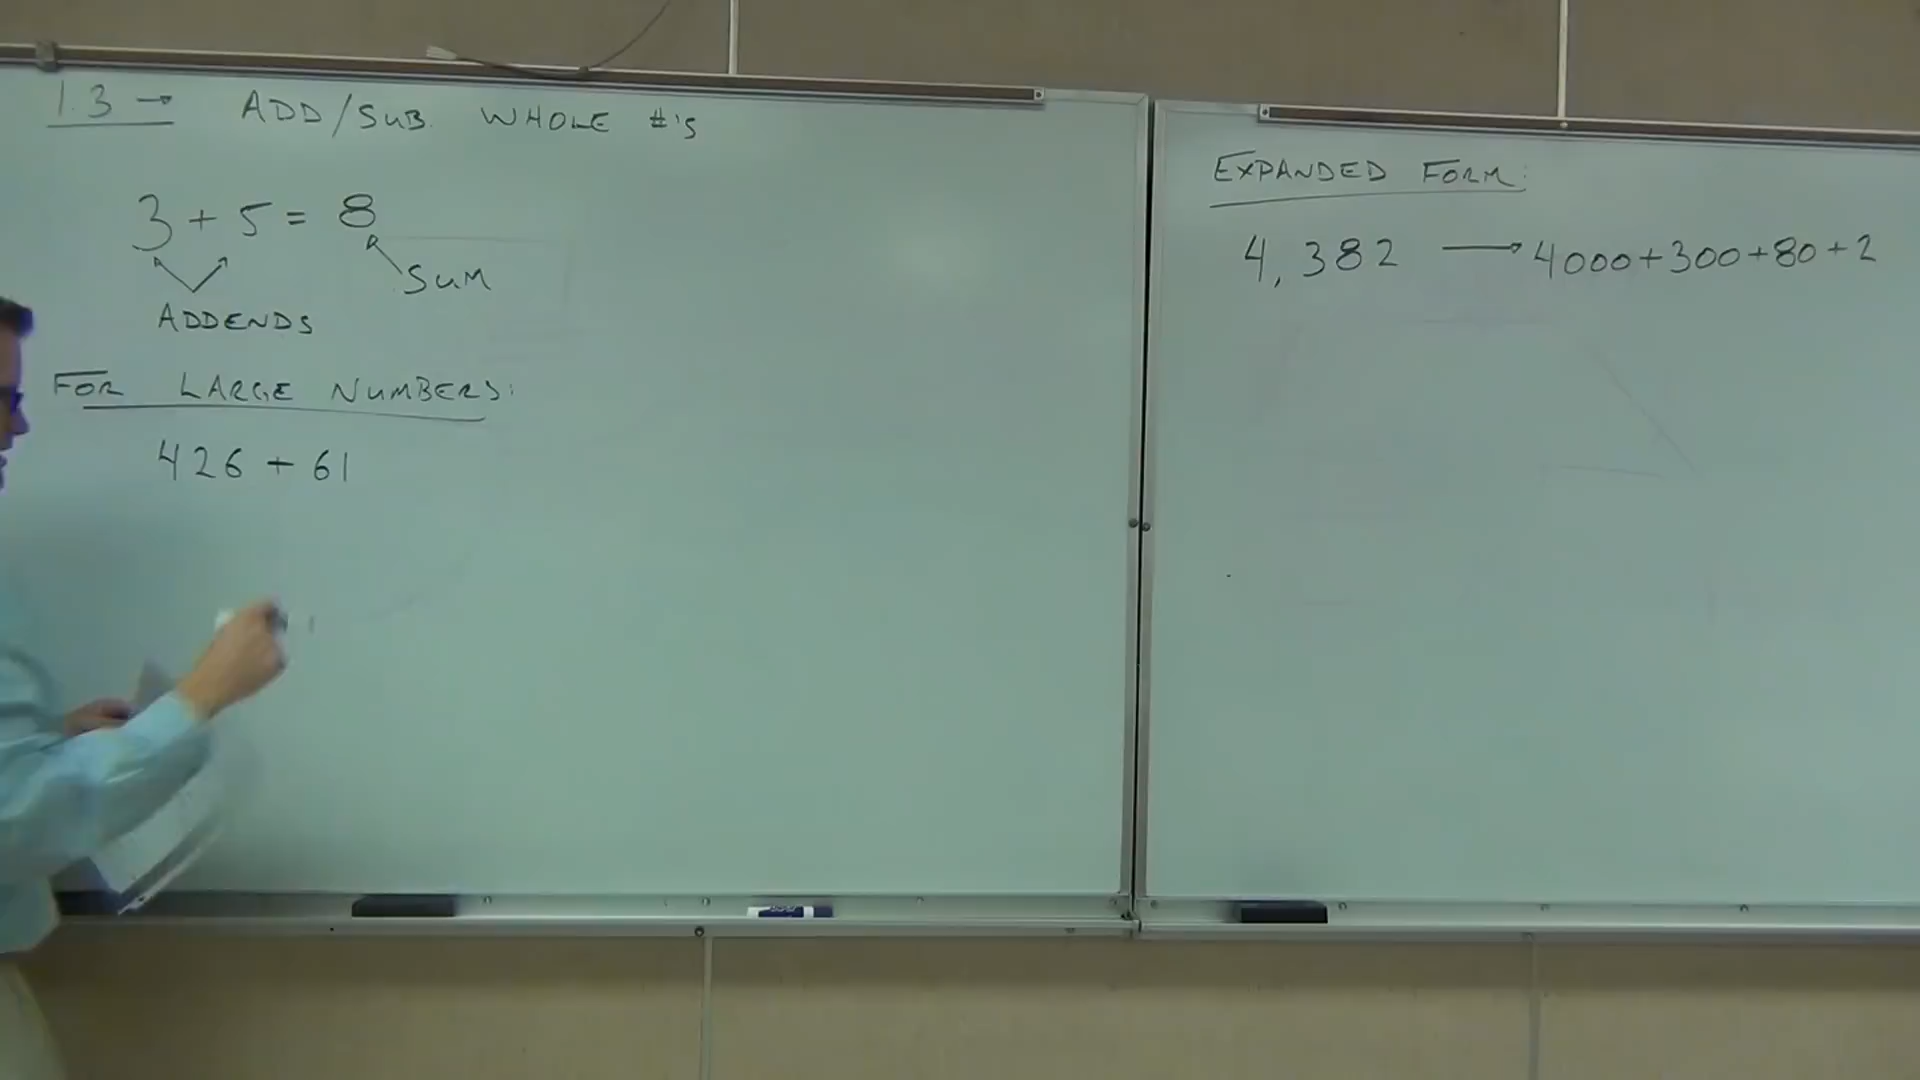 1.3 → ADD/SUB. WHOLE #'S
3 + 5 = 8
SUM
ADDENDS
FOR LARGE NUMBERS:
426 + 61
EXPANDED FORM:
4,382 → 4000+300+80+2